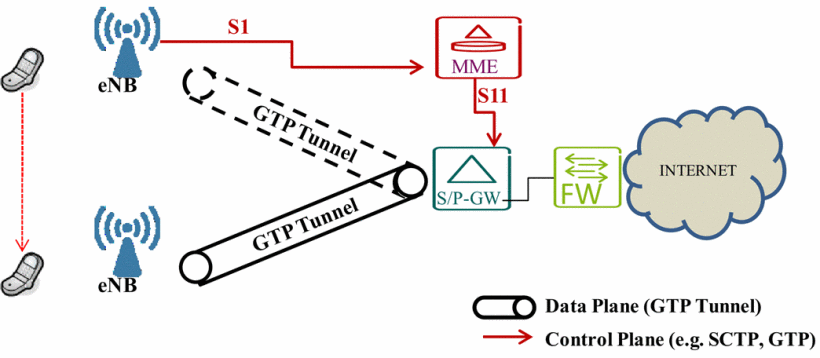 S1
eNB
MME
S11
GTP Tunnel
S/P-GW
FW
INTERNET
GTP Tunnel
eNB
Data Plane (GTP Tunnel)
Control Plane (e.g. SCTP, GTP)